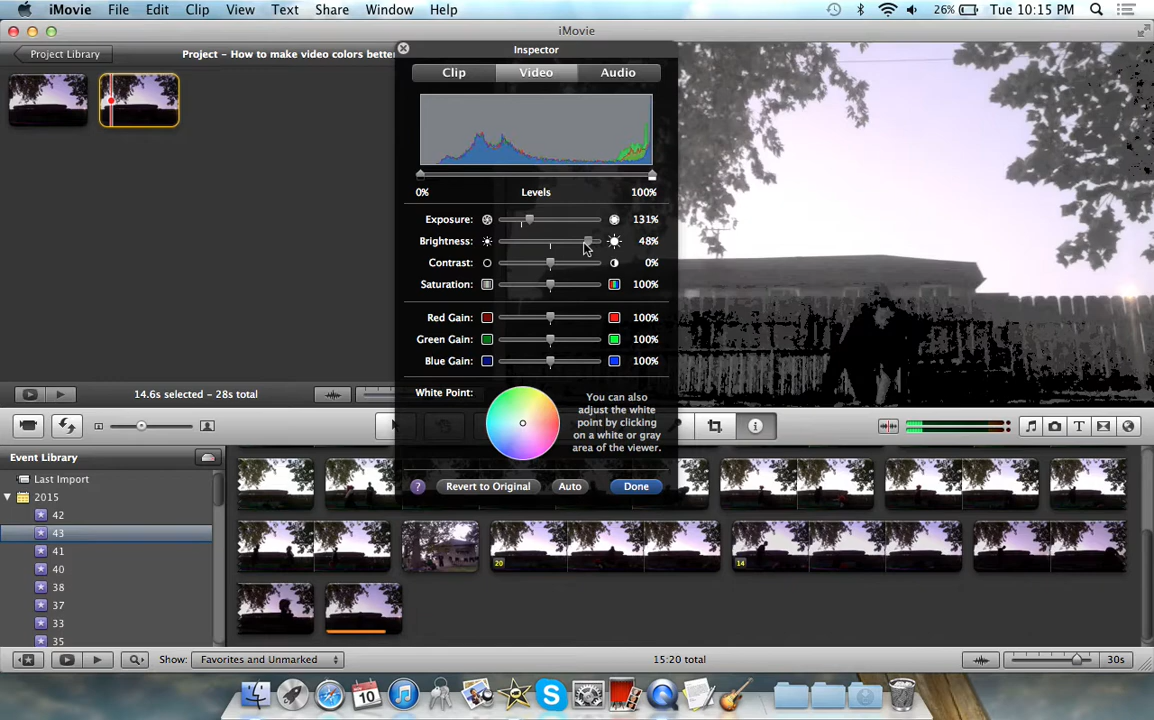 iMovie File Edit Clip View Text Share Window Help 26% Tue 10:15 PM
iMovie
Project Library
Project - How to make video colors better
Inspector
Clip Video Audio
0% Levels 100%
Exposure: 131%
Brightness: 48%
Contrast: 0%
Saturation: 100%
Red Gain: 100%
Green Gain: 100%
Blue Gain: 100%
White Point:
You can also
adjust the white
point by clicking
on a white or gray
area of the viewer.
? Revert to Original Auto Done
14.6s selected - 28s total
T
Event Library
Last Import
2015
42
43
41
40
38
37
33
35
20
14
Show: Favorites and Unmarked
15:20 total
30s
NOV
10